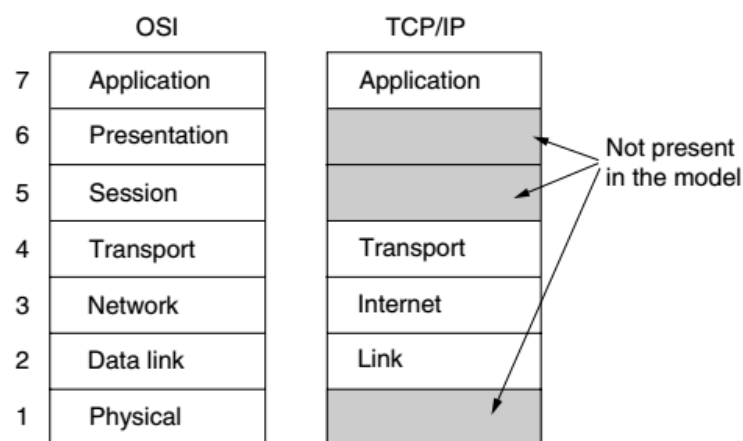 OSI TCP/IP
7 Application Application
6 Presentation
Not present
in the model
5 Session
4 Transport Transport
3 Network Internet
2 Data link Link
1 Physical